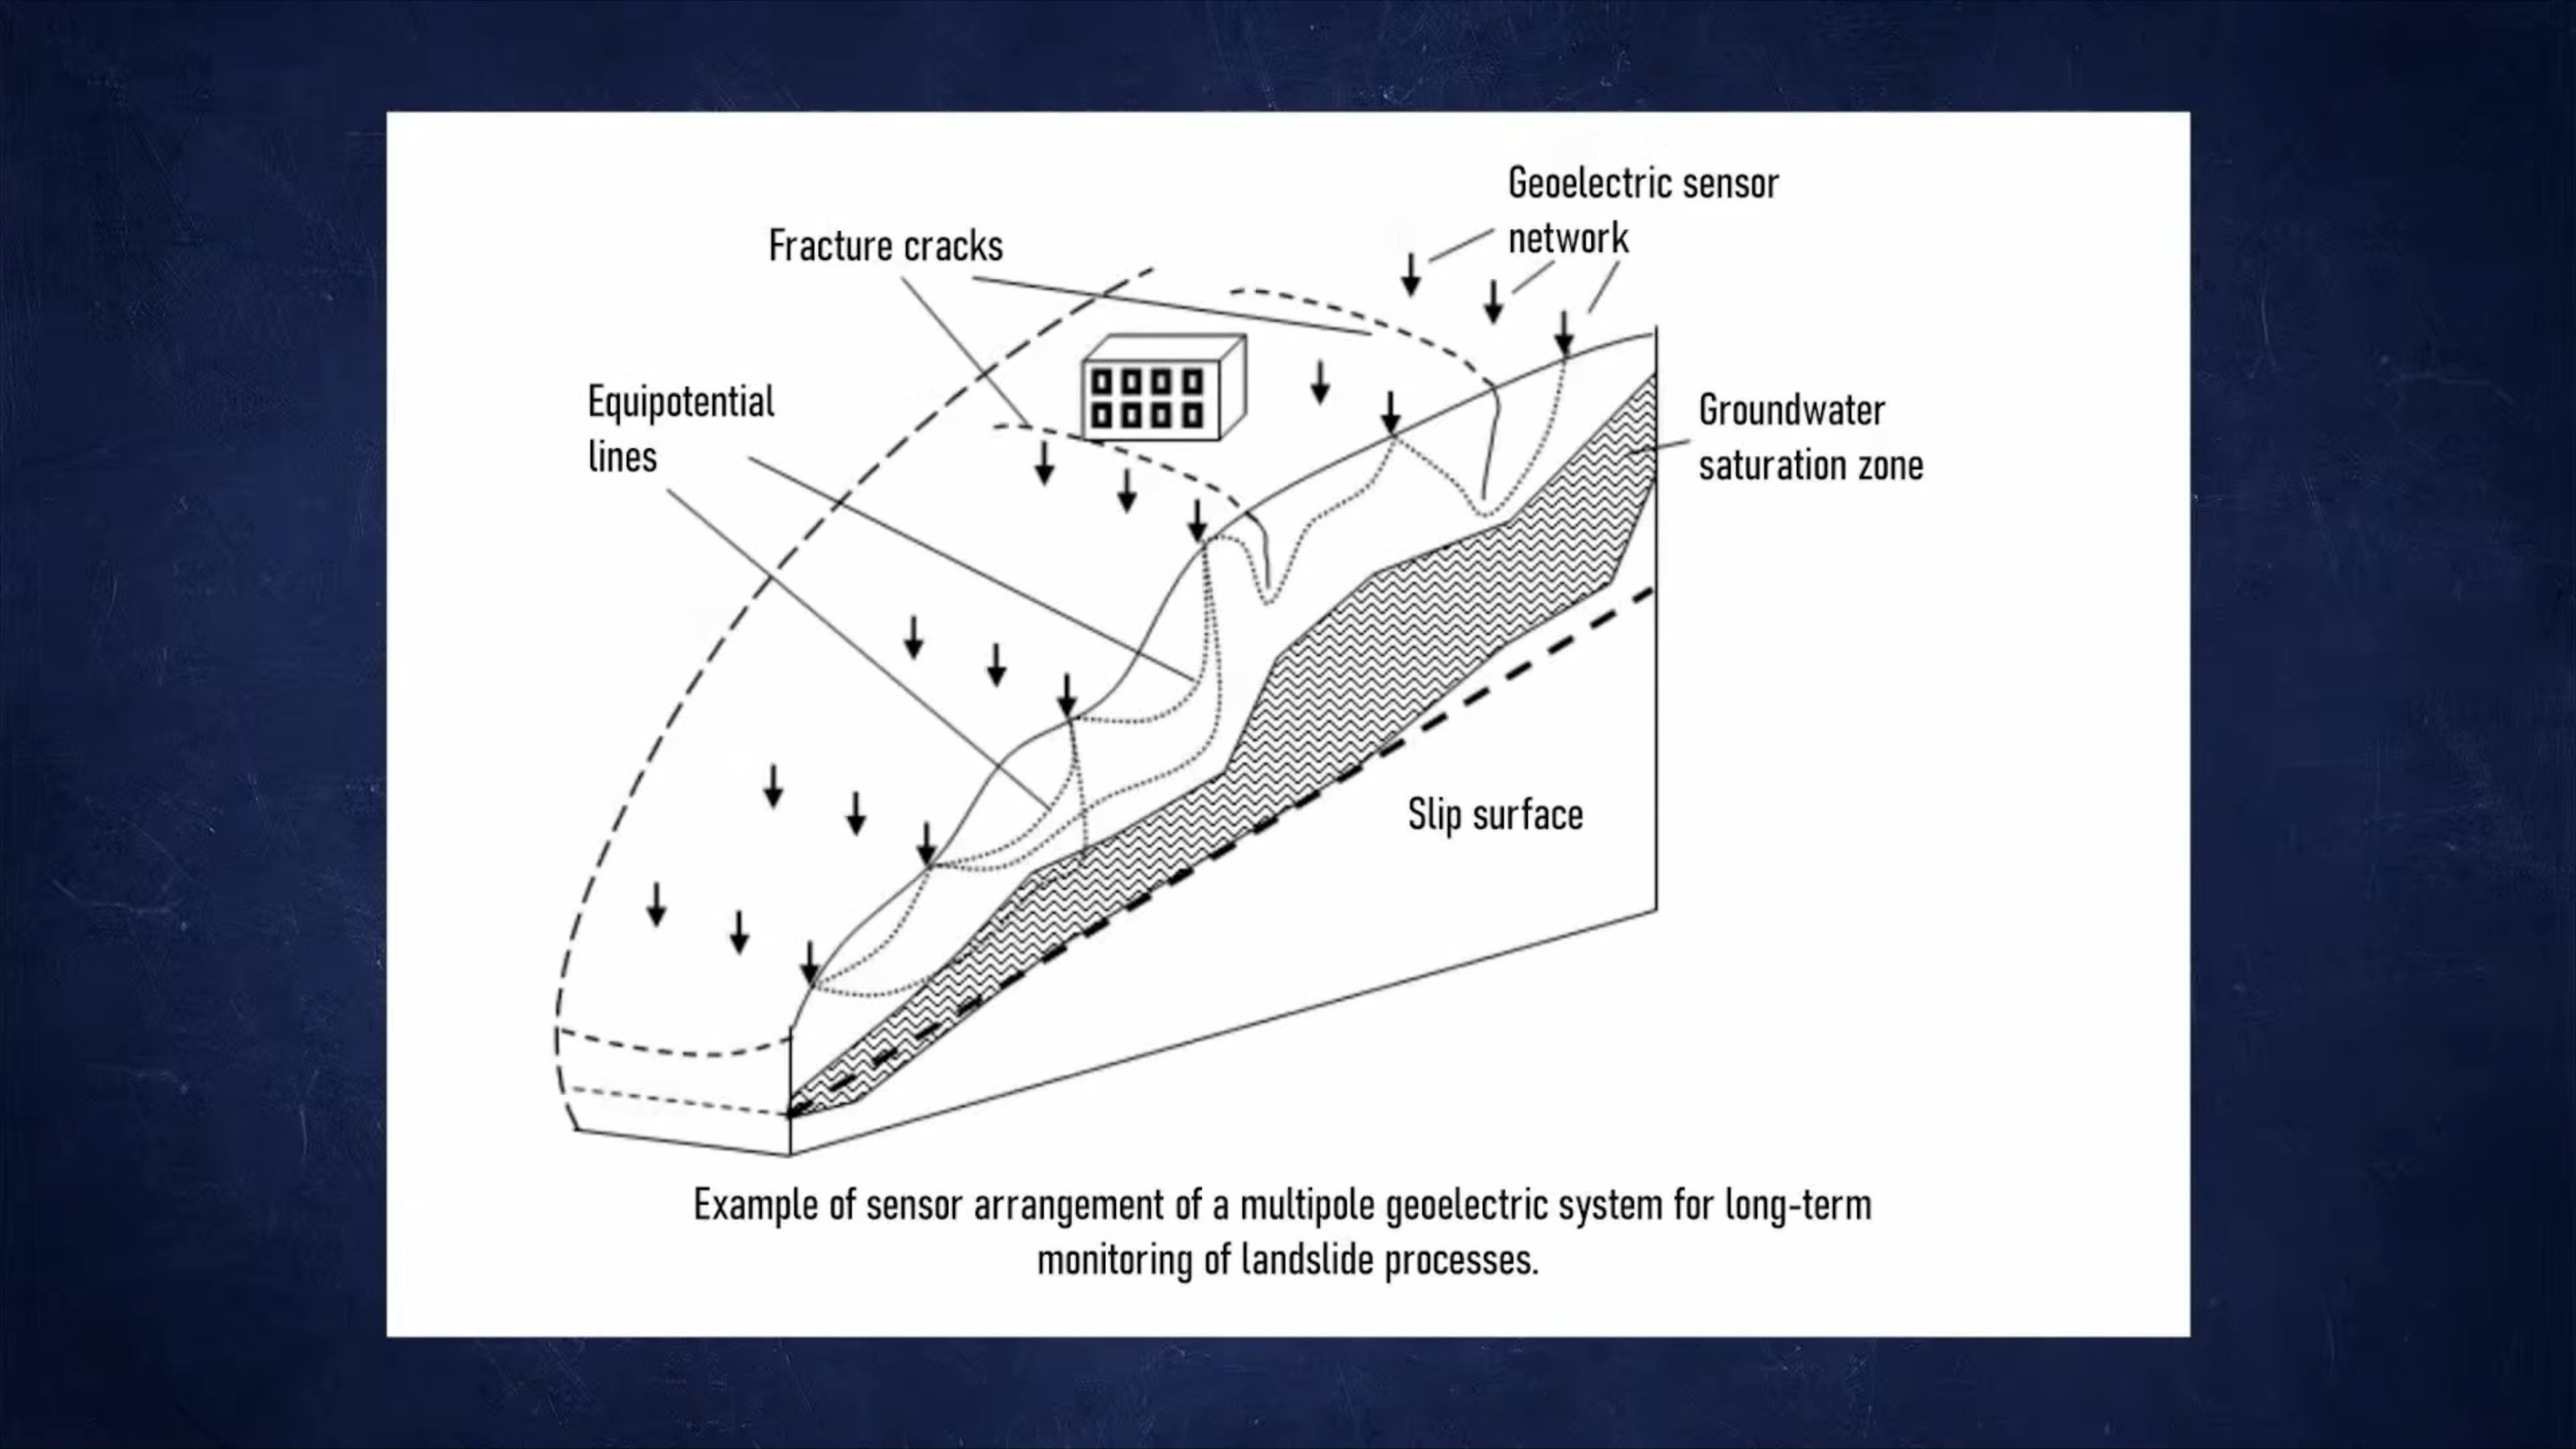 Geoelectric sensor
network
Fracture cracks
Equipotential
lines
Groundwater
saturation zone
Slip surface
Example of sensor arrangement of a multipole geoelectric system for long-term
monitoring of landslide processes.